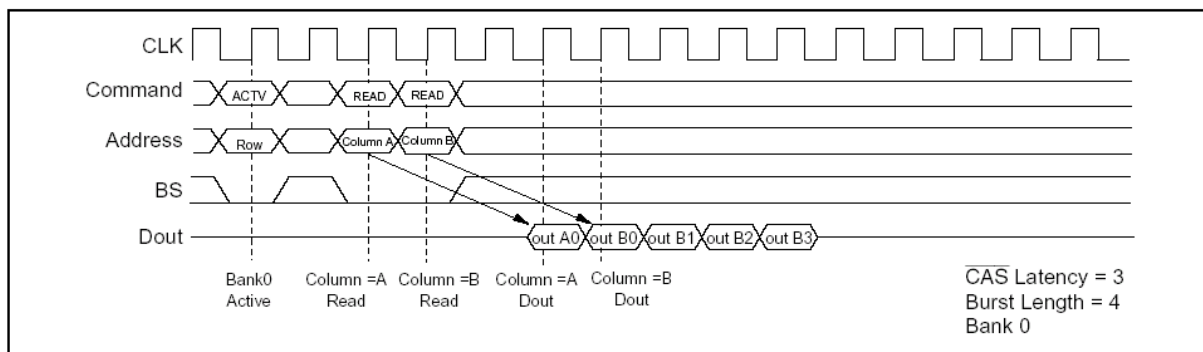 CLK
Command ACTV READ READ
Address Row Column A Column B
BS
Dout out A0 out B0 out B1 out B2 out B3
Bank0 Active
Column =A Read
Column =B Read
Column =A Dout
Column =B Dout
CAS Latency = 3
Burst Length = 4
Bank 0